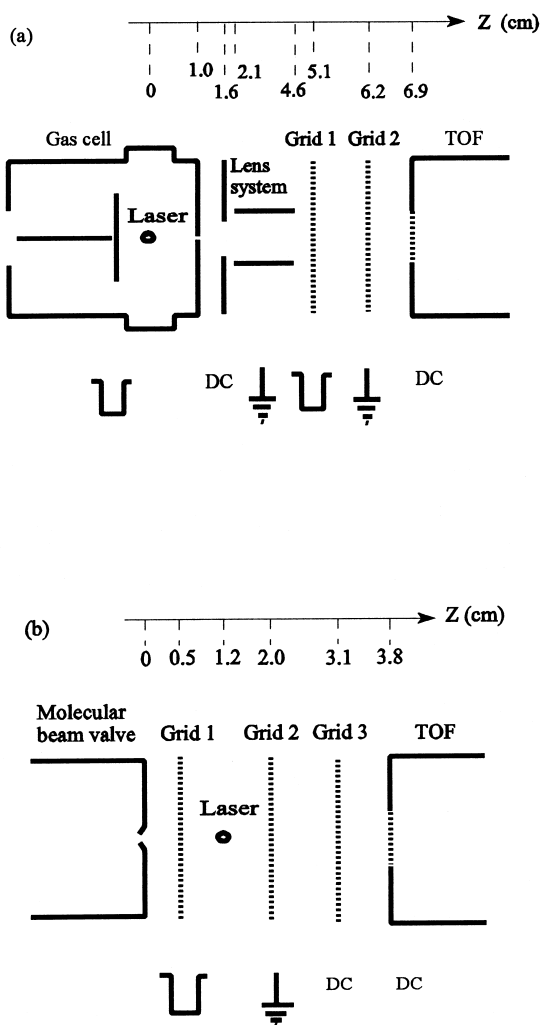 (a)
Z (cm)
1.0 2.1 5.1
0 1.6 4.6 6.2 6.9
Gas cell Grid 1 Grid 2 TOF
Lens
system
Laser
DC DC
(b)
Z (cm)
0 0.5 1.2 2.0 3.1 3.8
Molecular
beam valve Grid 1 Grid 2 Grid 3 TOF
Laser
DC DC